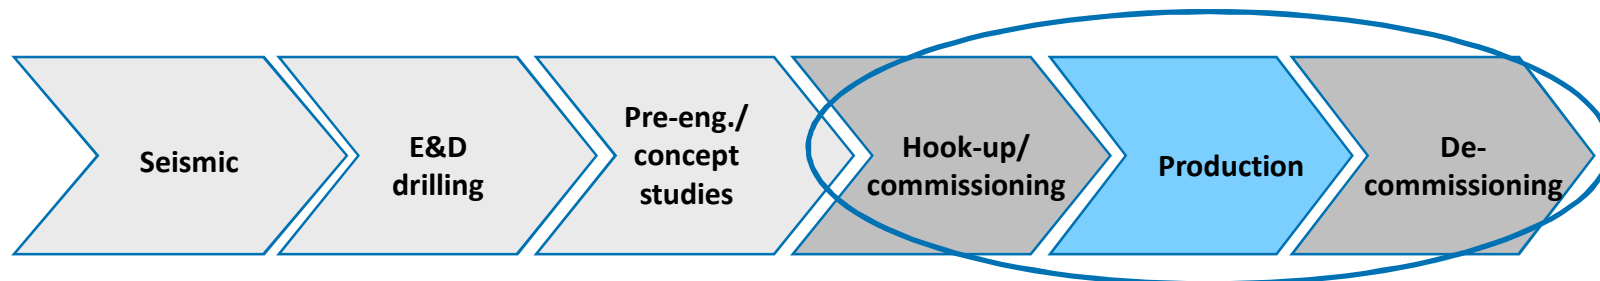 Seismic
E&D
drilling
Pre-eng./
concept
studies
Hook-up/
commissioning
Production
De-
commissioning